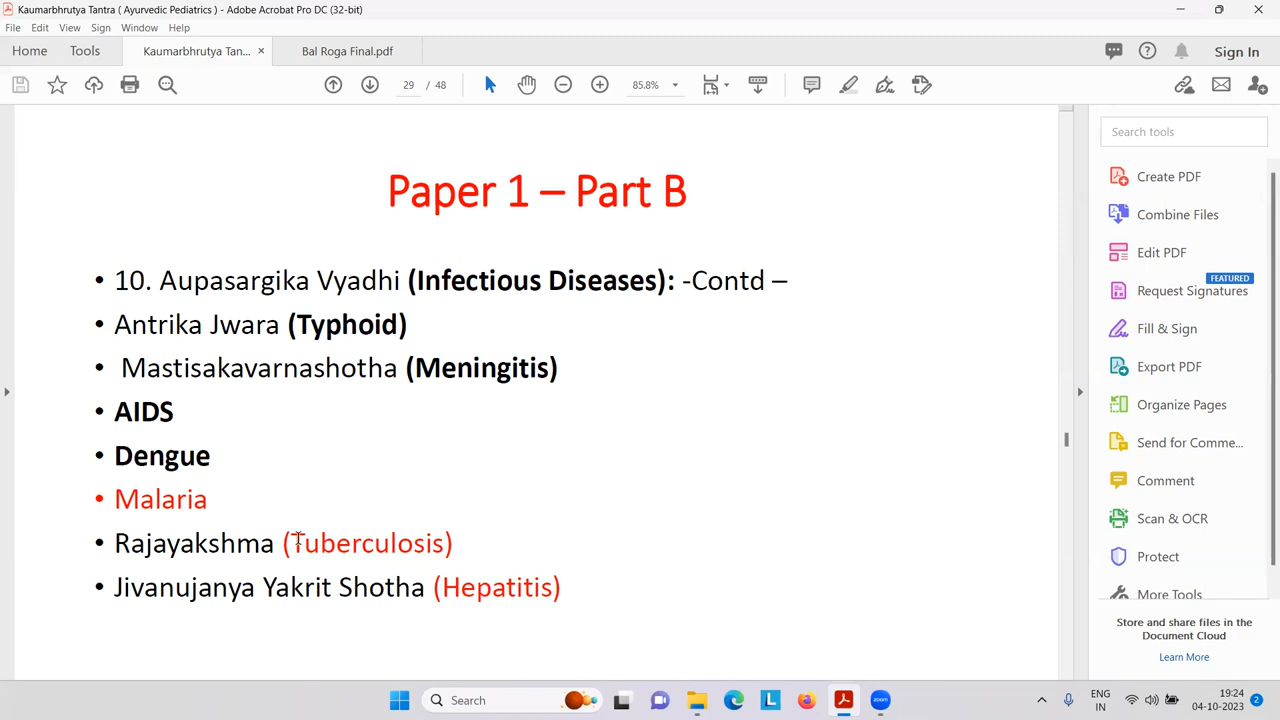 Kaumarbhrutya Tantra ( Ayurvedic Pediatrics ) - Adobe Acrobat Pro DC (32-bit)
File Edit View Sign Window Help
Home Tools Kaumarbhrutya Tan... × Bal Roga Final.pdf Sign In
29 / 48 85.8%
Search tools
Paper 1 – Part B
• 10. Aupasargika Vyadhi (Infectious Diseases): -Contd –
• Antrika Jwara (Typhoid)
• Mastisakavarnashotha (Meningitis)
• AIDS
• Dengue
• Malaria
• Rajayakshma (Tuberculosis)
• Jivanujanya Yakrit Shotha (Hepatitis)
Create PDF
Combine Files
Edit PDF
FEATURED
Request Signatures
Fill & Sign
Export PDF
Organize Pages
Send for Comme...
Comment
Scan & OCR
Protect
More Tools
Store and share files in the
Document Cloud
Learn More
Search
L
zoom
ENG
IN
19:24
04-10-2023
2